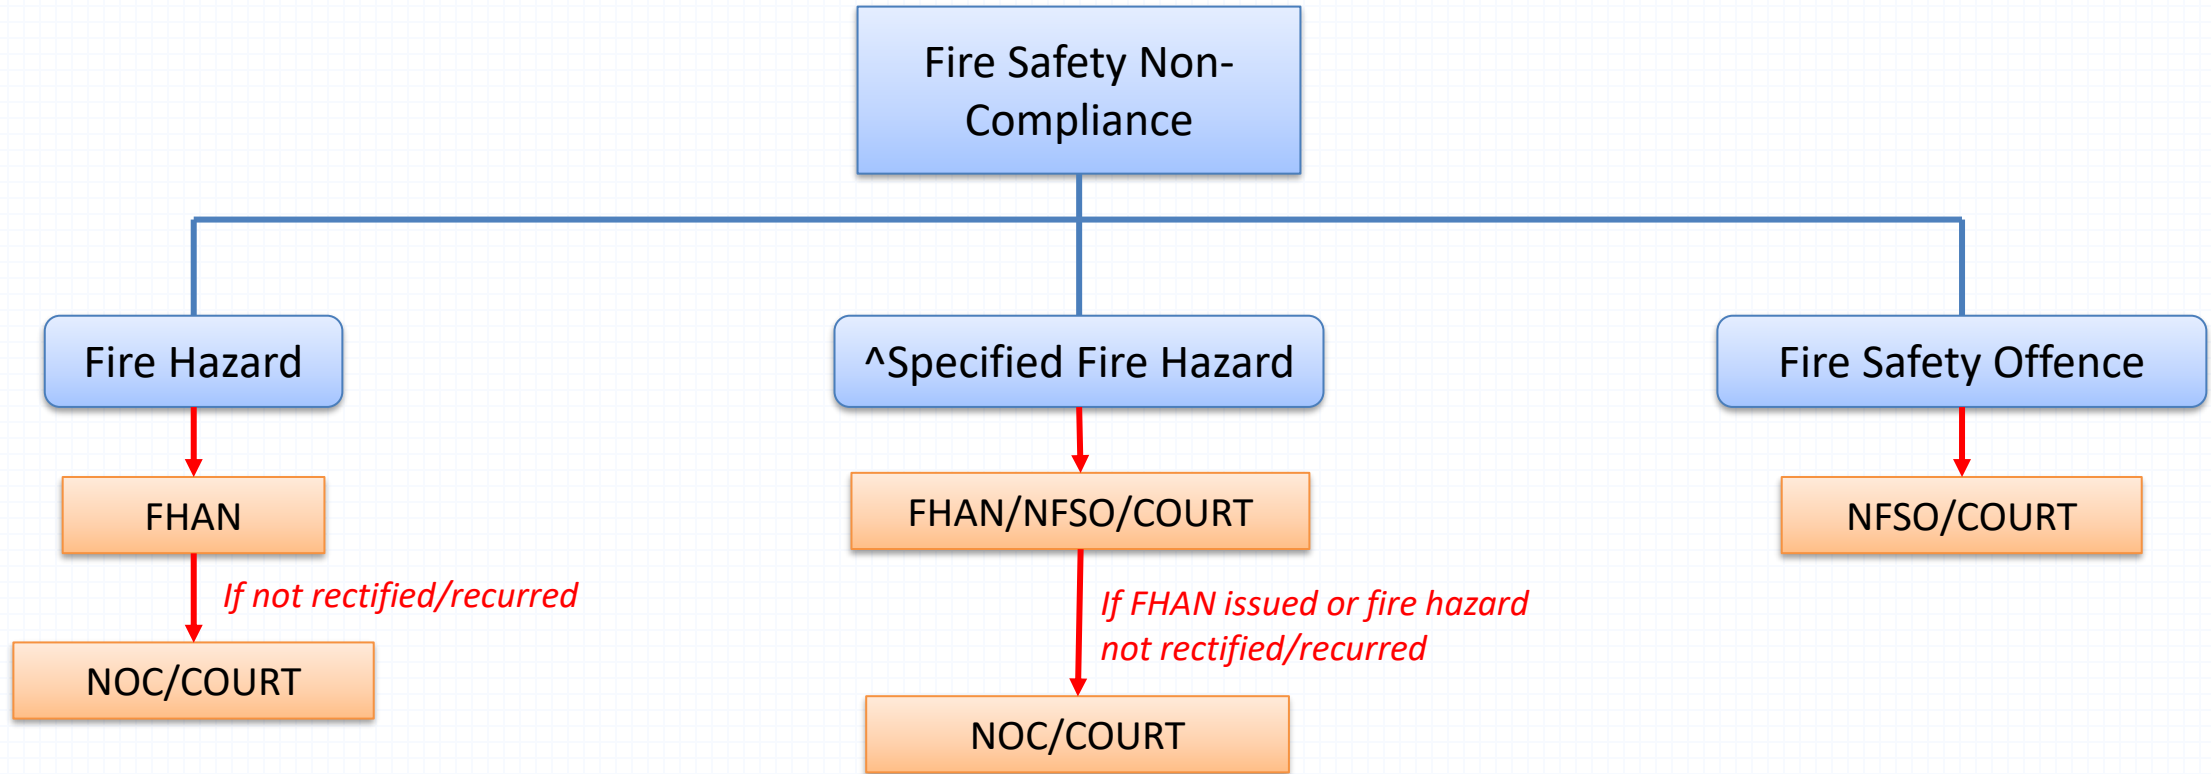 Fire Safety Non-
Compliance
Fire Hazard
^Specified Fire Hazard
Fire Safety Offence
FHAN
FHAN/NFSO/COURT
NFSO/COURT
If not rectified/recurred
If FHAN issued or fire hazard
not rectified/recurred
NOC/COURT
NOC/COURT